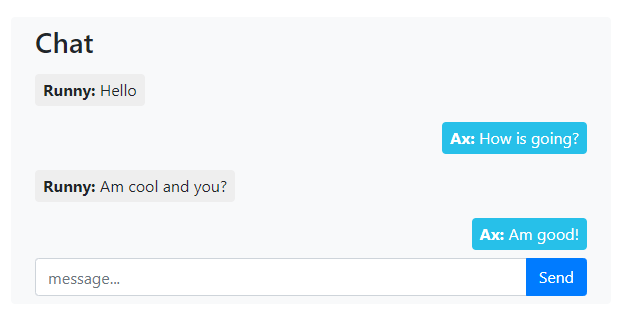 Chat
Runny: Hello
Ax: How is going?
Runny: Am cool and you?
Ax: Am good!
message... Send